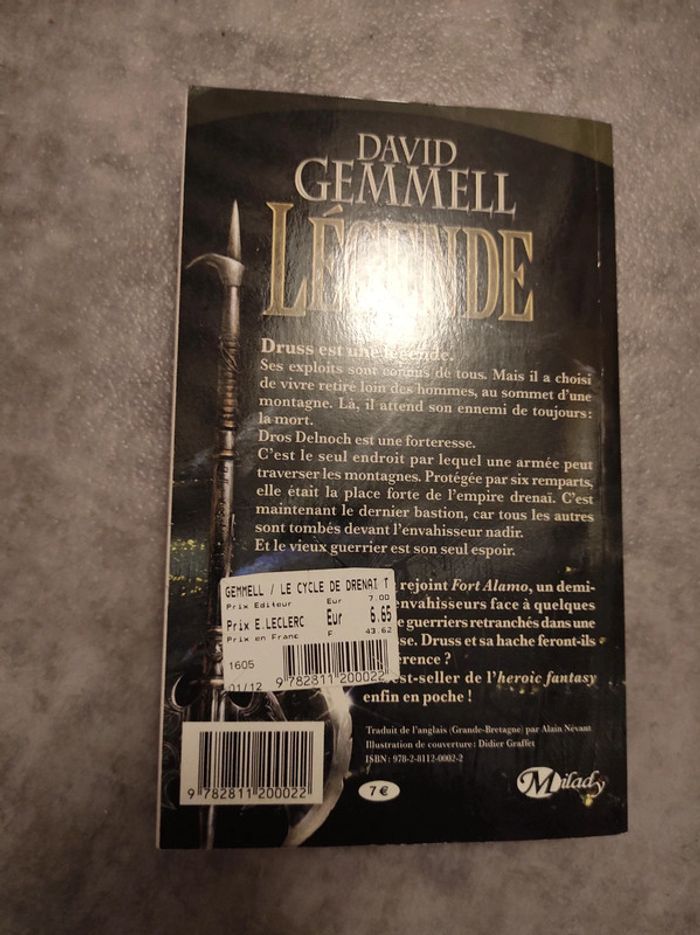 DAVID
GEMMELL
LÉGENDE
Druss est une légende.
Ses exploits sont connus de tous. Mais il a choisi
de vivre retiré loin des hommes, au sommet d'une
montagne. Là, il attend son ennemi de toujours :
la mort.
Dros Delnoch est une forteresse.
C'est le seul endroit par lequel une armée peut
traverser les montagnes. Protégée par six remparts,
elle était la place forte de l'empire drenaï. C'est
maintenant le dernier bastion, car tous les autres
sont tombés devant l'envahisseur nadir.
Et le vieux guerrier est son seul espoir.
rejoint Fort Alamo, un demi-
envahisseurs face à quelques
e guerriers retranchés dans une
sse. Druss et sa hache feront-ils
érence ?
est-seller de l'heroic fantasy
enfin en poche !
GEMMELL / LE CYCLE DE DRENAI T
Prix Editeur Eur 7.00
Prix E.LECLERC Eur 6.65
Prix en Franc F 43.62
1605
01/12
9 782811 200022
Traduit de l'anglais (Grande-Bretagne) par Alain Névant
Illustration de couverture : Didier Graffet
ISBN : 978-2-8112-0002-2
9 782811 200022
7 €
Milady